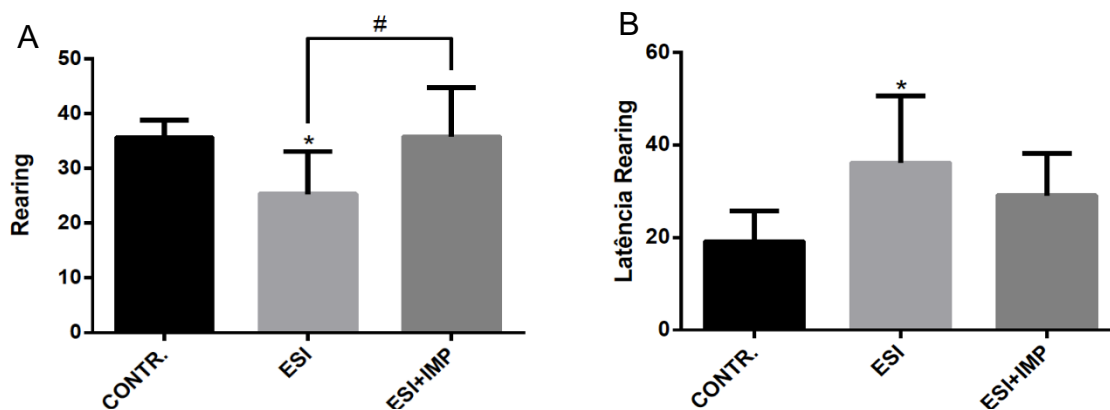 A
#
50
40
30
20
10
0
Rearing
*
CONTR.
ESI
ESI+IMP
B
60
40
20
0
Latência Rearing
*
CONTR.
ESI
ESI+IMP